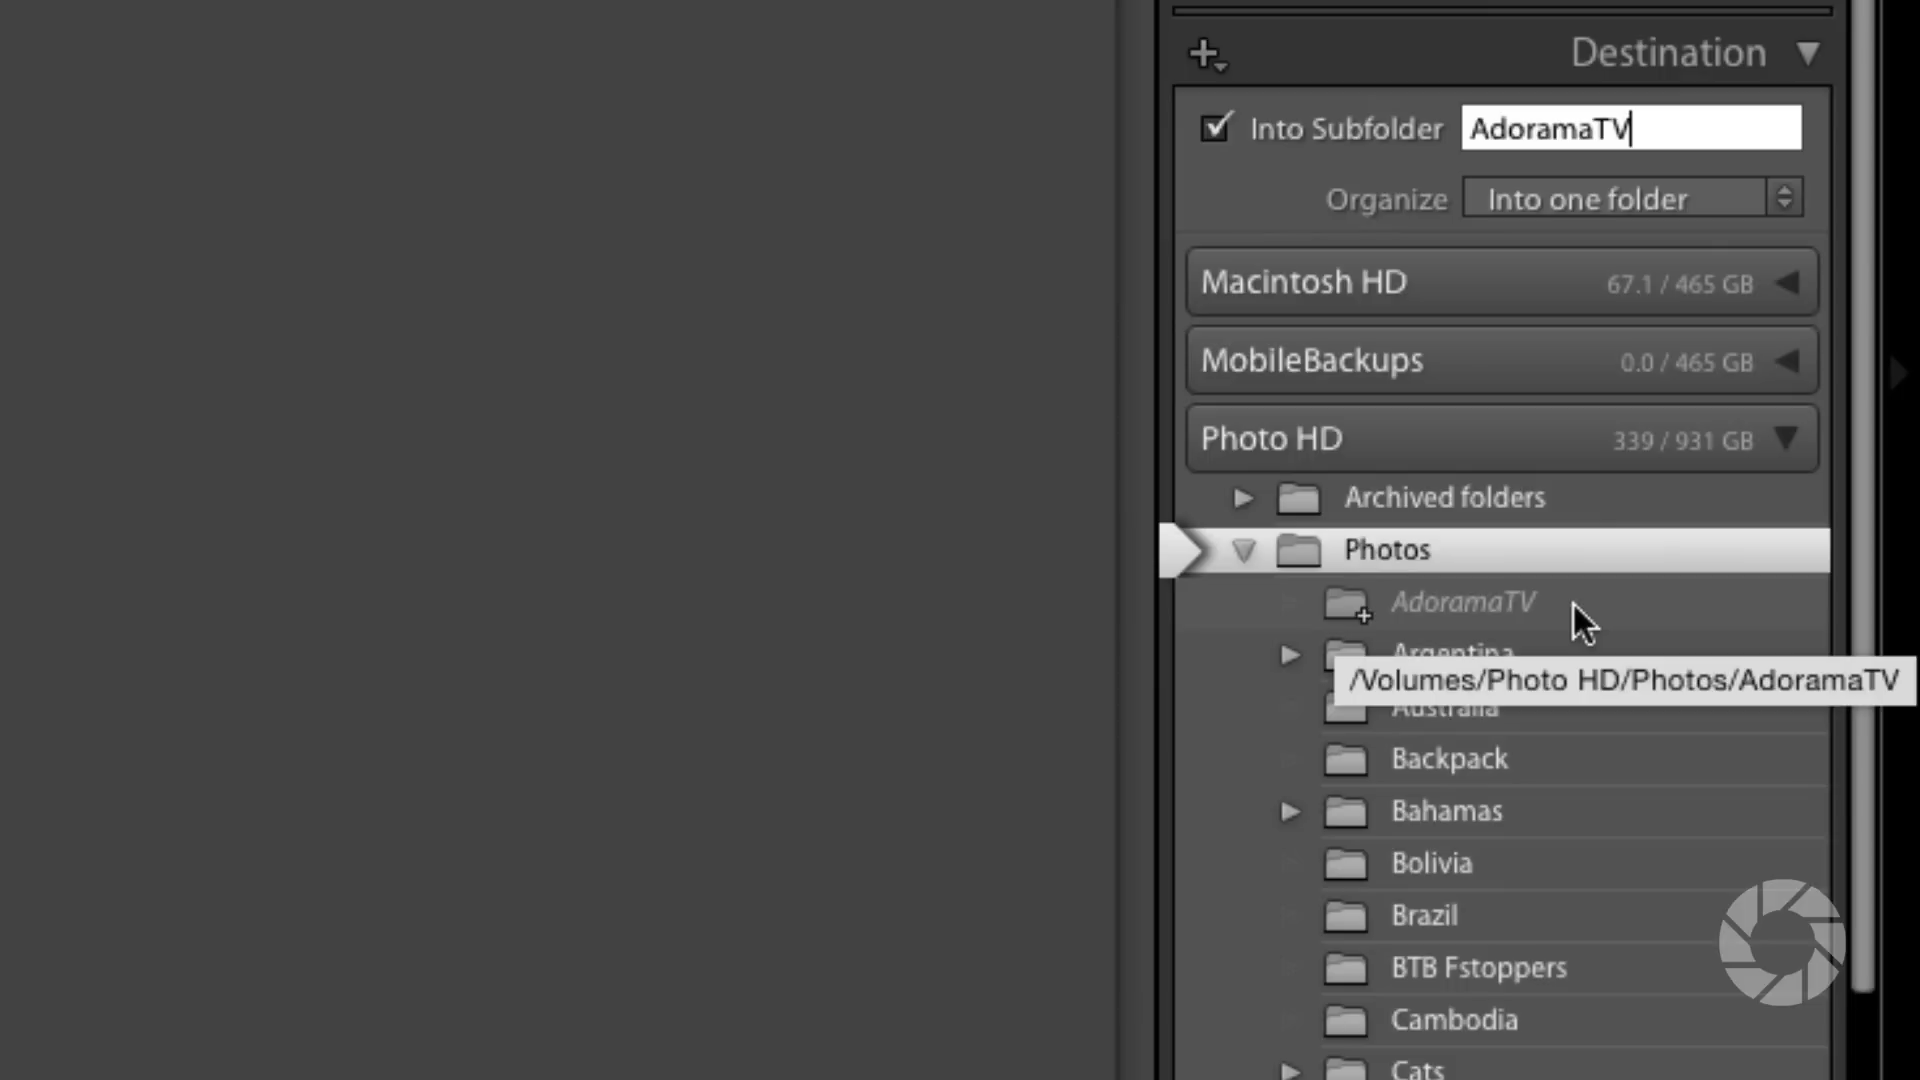 Destination
Into Subfolder AdoramaTV
Organize Into one folder
Macintosh HD 67.1 / 465 GB
MobileBackups 0.0 / 465 GB
Photo HD 339 / 931 GB
Archived folders
Photos
AdoramaTV
Argentina
/Volumes/Photo HD/Photos/AdoramaTV
Australia
Backpack
Bahamas
Bolivia
Brazil
BTB Fstoppers
Cambodia
Cats